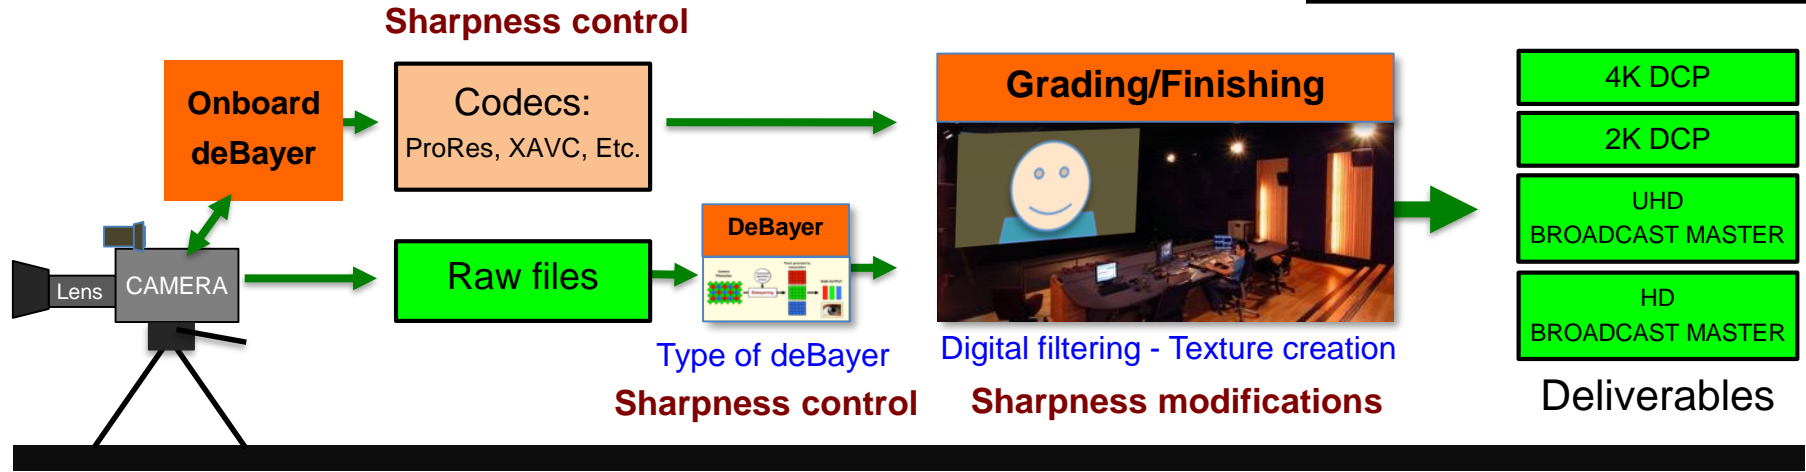 Sharpness control
Onboard
deBayer
Codecs:
ProRes, XAVC, Etc.
Grading/Finishing
4K DCP
2K DCP
UHD
BROADCAST MASTER
HD
BROADCAST MASTER
Deliverables
Lens
CAMERA
Raw files
DeBayer
Type of deBayer
Sharpness control
Digital filtering - Texture creation
Sharpness modifications